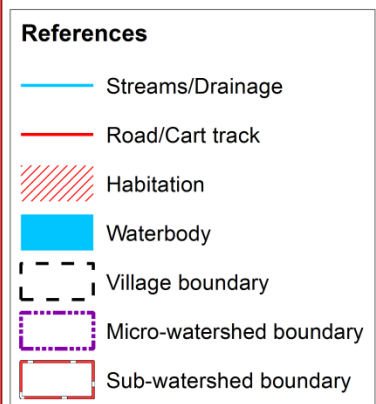 References
Streams/Drainage
Road/Cart track
Habitation
Waterbody
Village boundary
Micro-watershed boundary
Sub-watershed boundary